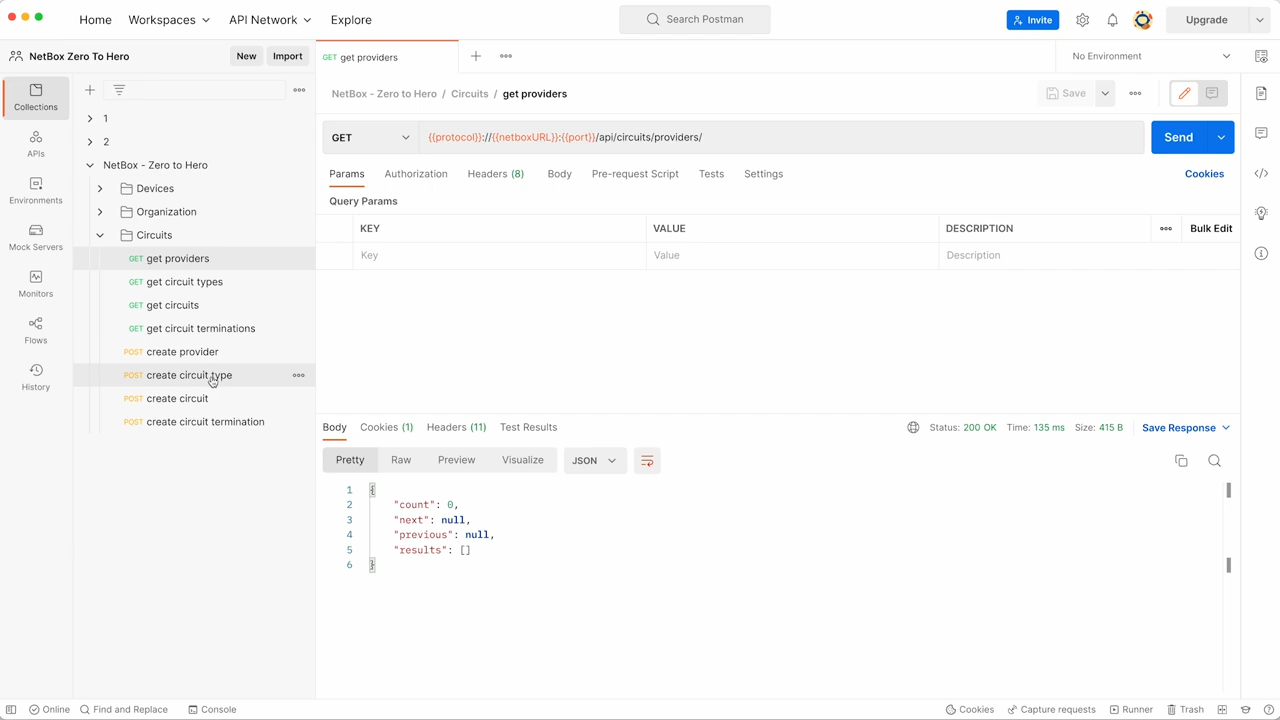 Home Workspaces API Network Explore Search Postman Invite Upgrade
NetBox Zero To Hero New Import GET get providers No Environment
NetBox - Zero to Hero / Circuits / get providers Save
Collections
APIs
Environments
Mock Servers
Monitors
Flows
History
1
2
NetBox - Zero to Hero
Devices
Organization
Circuits
GET get providers
GET get circuit types
GET get circuits
GET get circuit terminations
POST create provider
POST create circuit type
POST create circuit
POST create circuit termination
GET {{protocol}}://{{netboxURL}}:{{port}}/api/circuits/providers/ Send
Params Authorization Headers (8) Body Pre-request Script Tests Settings Cookies
Query Params
KEY VALUE DESCRIPTION Bulk Edit
Key Value Description
Body Cookies (1) Headers (11) Test Results Status: 200 OK Time: 135 ms Size: 415 B Save Response
Pretty Raw Preview Visualize JSON
1 {
2 "count": 0,
3 "next": null,
4 "previous": null,
5 "results": []
6 }
Online Find and Replace Console Cookies Capture requests Runner Trash